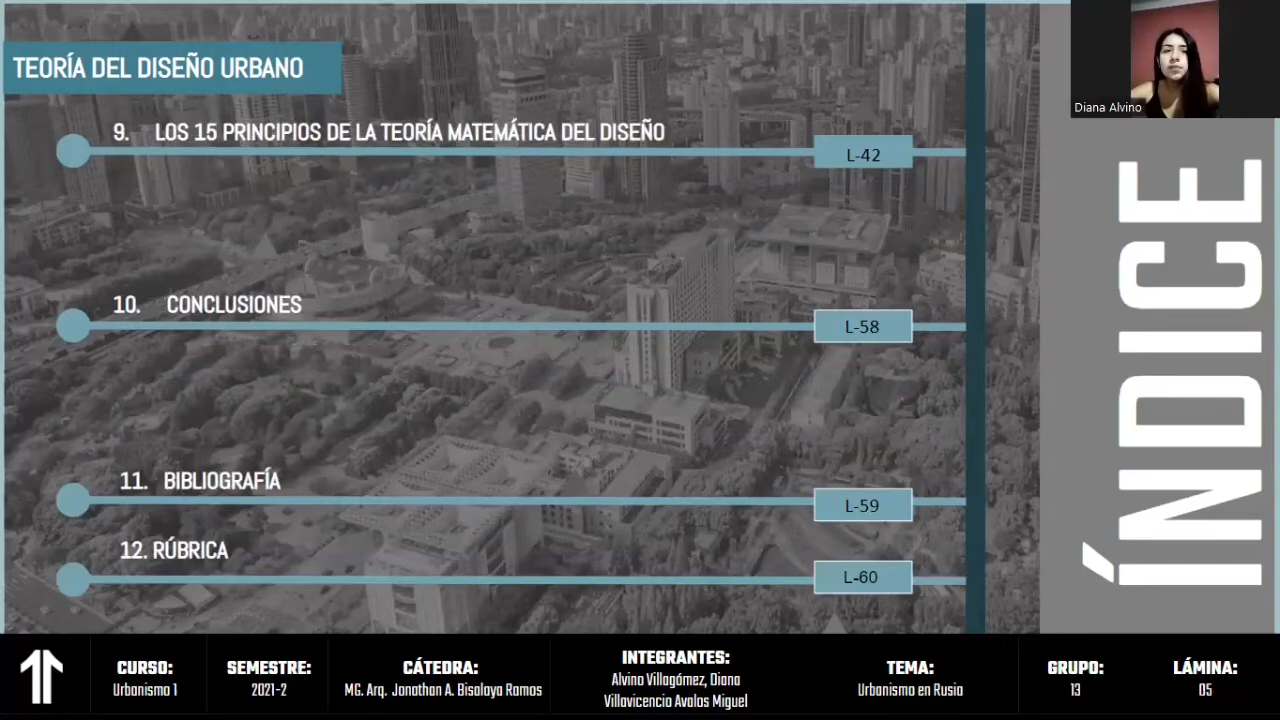 TEORÍA DEL DISEÑO URBANO
Diana Alvino
9. LOS 15 PRINCIPIOS DE LA TEORÍA MATEMÁTICA DEL DISEÑO
L-42
10. CONCLUSIONES
L-58
11. BIBLIOGRAFÍA
L-59
12. RÚBRICA
L-60
ÍNDICE
CURSO:
Urbanismo 1
SEMESTRE:
2021-2
CÁTEDRA:
MG. Arq. Jonathan A. Bisalaya Ramos
INTEGRANTES:
Alvino Villagómez, Diana
Villavicencio Avalos Miguel
TEMA:
Urbanismo en Rusia
GRUPO:
13
LÁMINA:
05